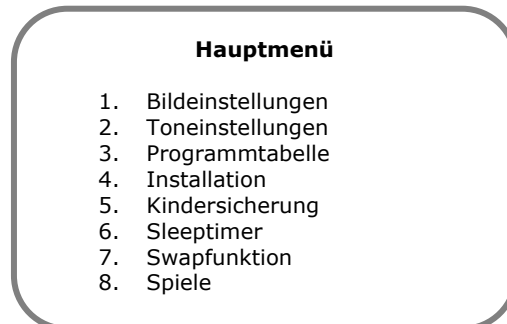 Hauptmenü
1. Bildeinstellungen
2. Toneinstellungen
3. Programmtabelle
4. Installation
5. Kindersicherung
6. Sleeptimer
7. Swapfunktion
8. Spiele